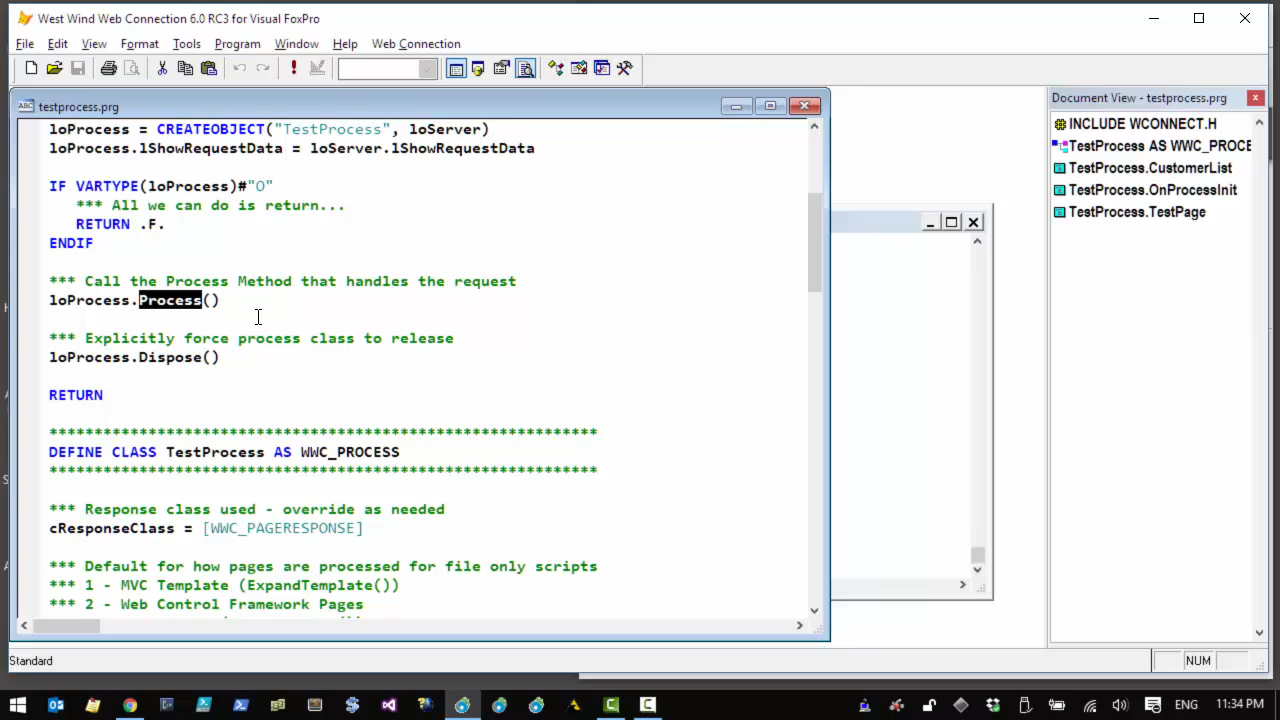 West Wind Web Connection 6.0 RC3 for Visual FoxPro
File Edit View Format Tools Program Window Help Web Connection
testprocess.prg
loProcess = CREATEOBJECT("TestProcess", loServer)
loProcess.lShowRequestData = loServer.lShowRequestData
IF VARTYPE(loProcess)#"O"
*** All we can do is return...
RETURN .F.
ENDIF
*** Call the Process Method that handles the request
loProcess.Process()
*** Explicitly force process class to release
loProcess.Dispose()
RETURN
*************************************************************
DEFINE CLASS TestProcess AS WWC_PROCESS
*************************************************************
*** Response class used - override as needed
cResponseClass = [WWC_PAGERESPONSE]
*** Default for how pages are processed for file only scripts
*** 1 - MVC Template (ExpandTemplate())
*** 2 - Web Control Framework Pages
Document View - testprocess.prg
INCLUDE WCONNECT.H
TestProcess AS WWC_PROCE
TestProcess.CustomerList
TestProcess.OnProcessInit
TestProcess.TestPage
Standard
NUM
ENG
11:34 PM